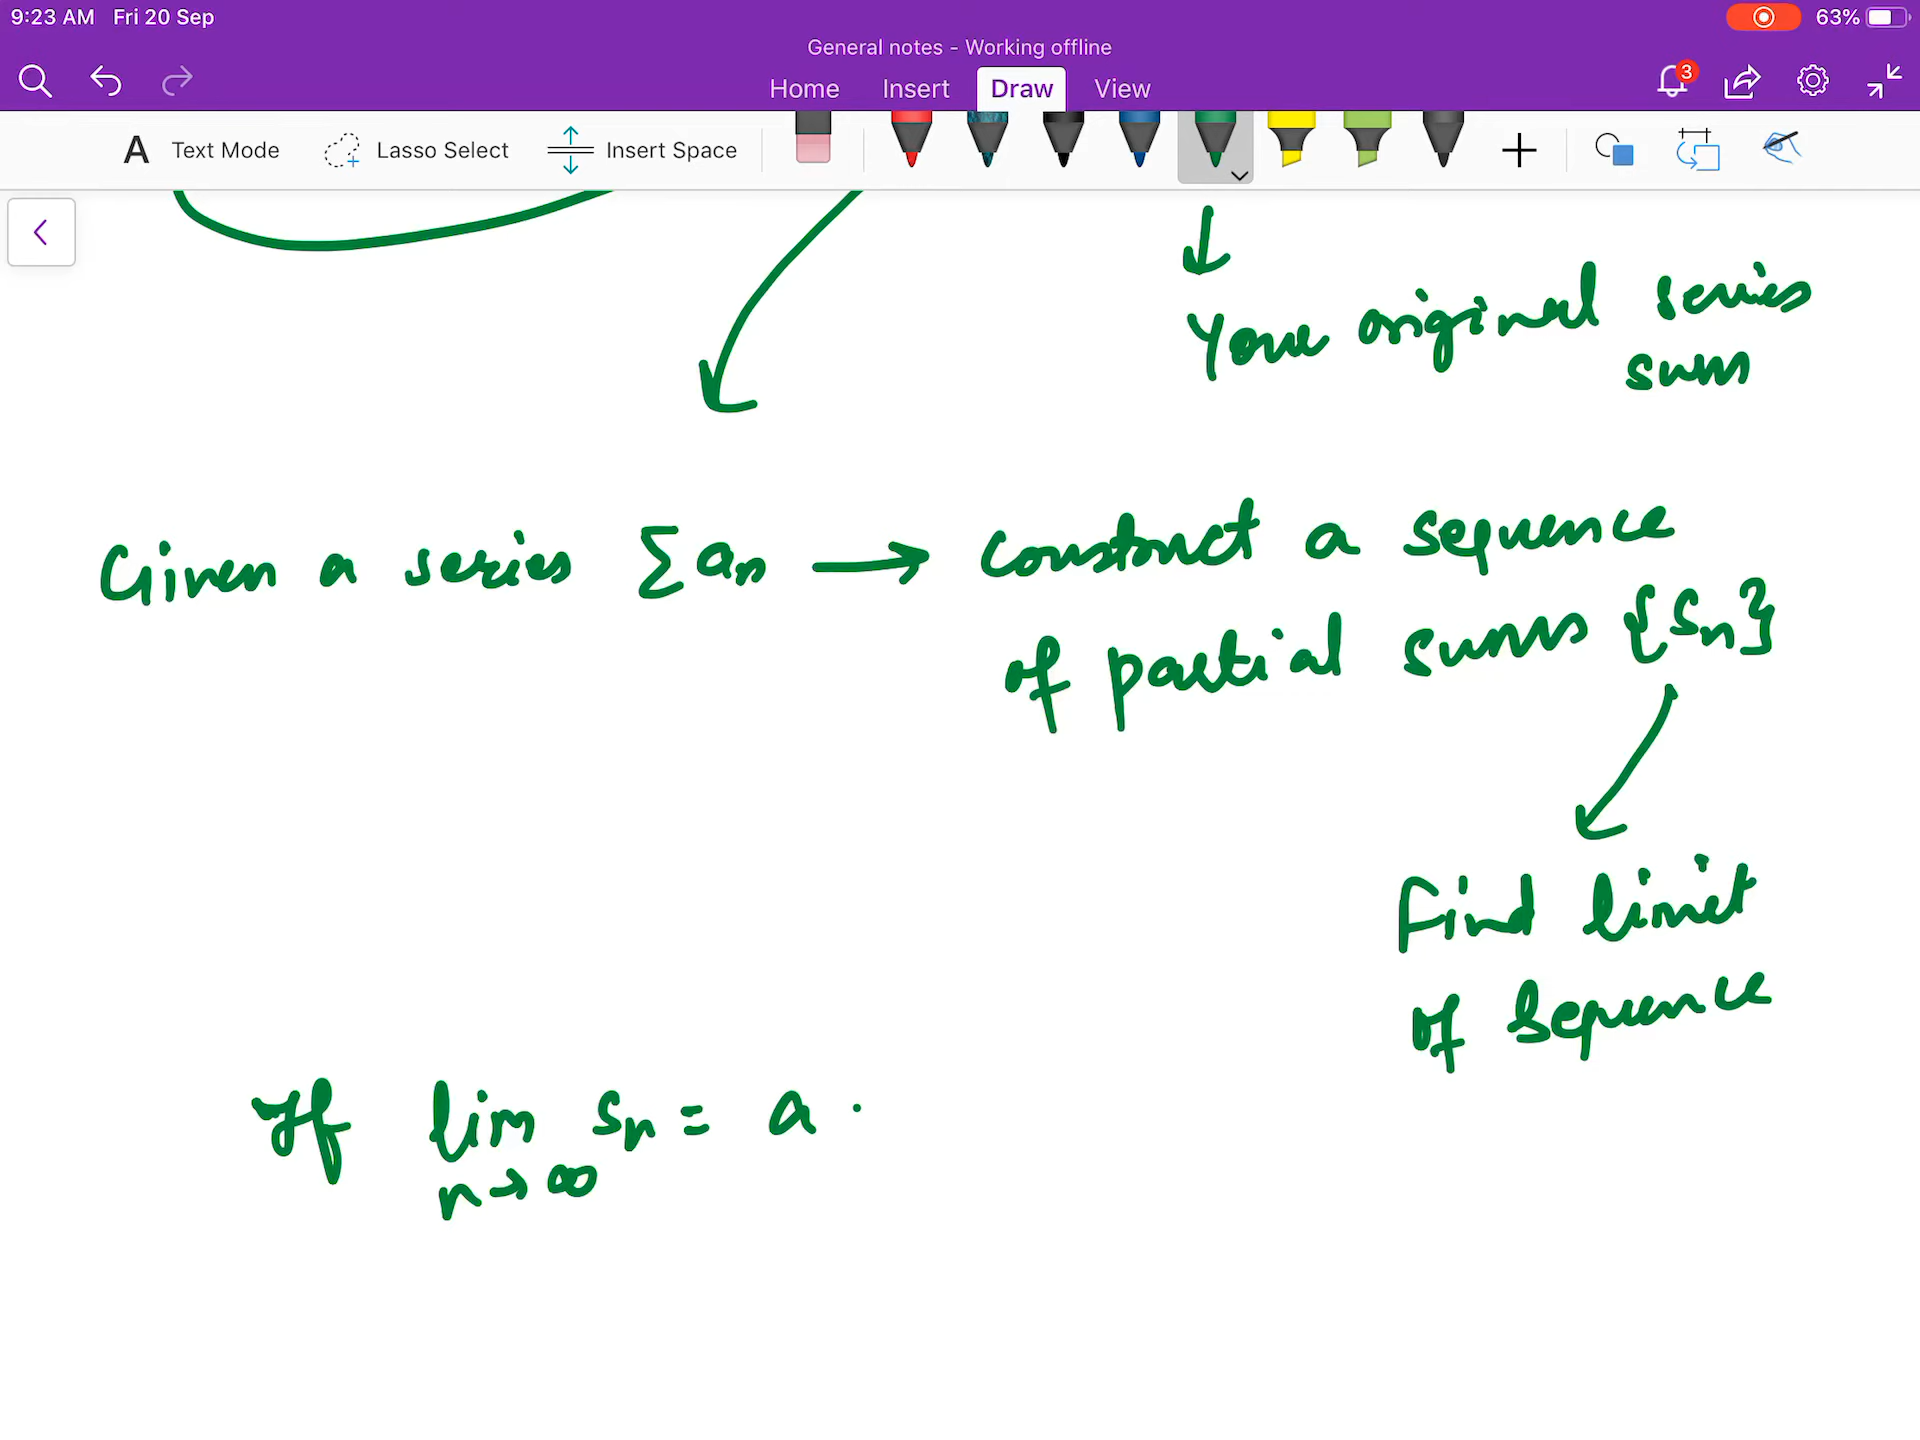 9:23 AM Fri 20 Sep
63%
General notes - Working offline
Home Insert Draw View
3
A Text Mode Lasso Select Insert Space
Your original series
sum
Given a series ∑ aₙ → construct a sequence
of partial sums {Sₙ}
Find limit
of sequence
If lim Sₙ = a .
n→∞